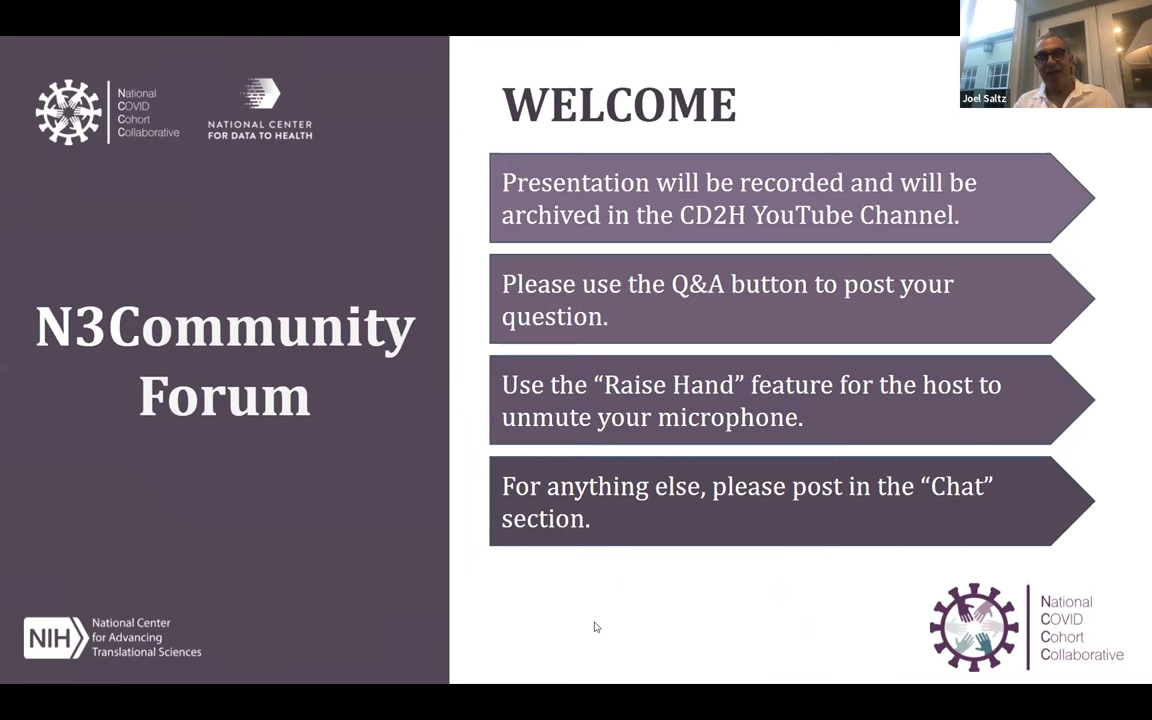 National
COVID
Cohort
Collaborative
NATIONAL CENTER
FOR DATA TO HEALTH
N3Community
Forum
NIH
National Center
for Advancing
Translational Sciences
WELCOME
Presentation will be recorded and will be
archived in the CD2H YouTube Channel.
Please use the Q&A button to post your
question.
Use the “Raise Hand” feature for the host to
unmute your microphone.
For anything else, please post in the “Chat”
section.
Joel Saltz
National
COVID
Cohort
Collaborative